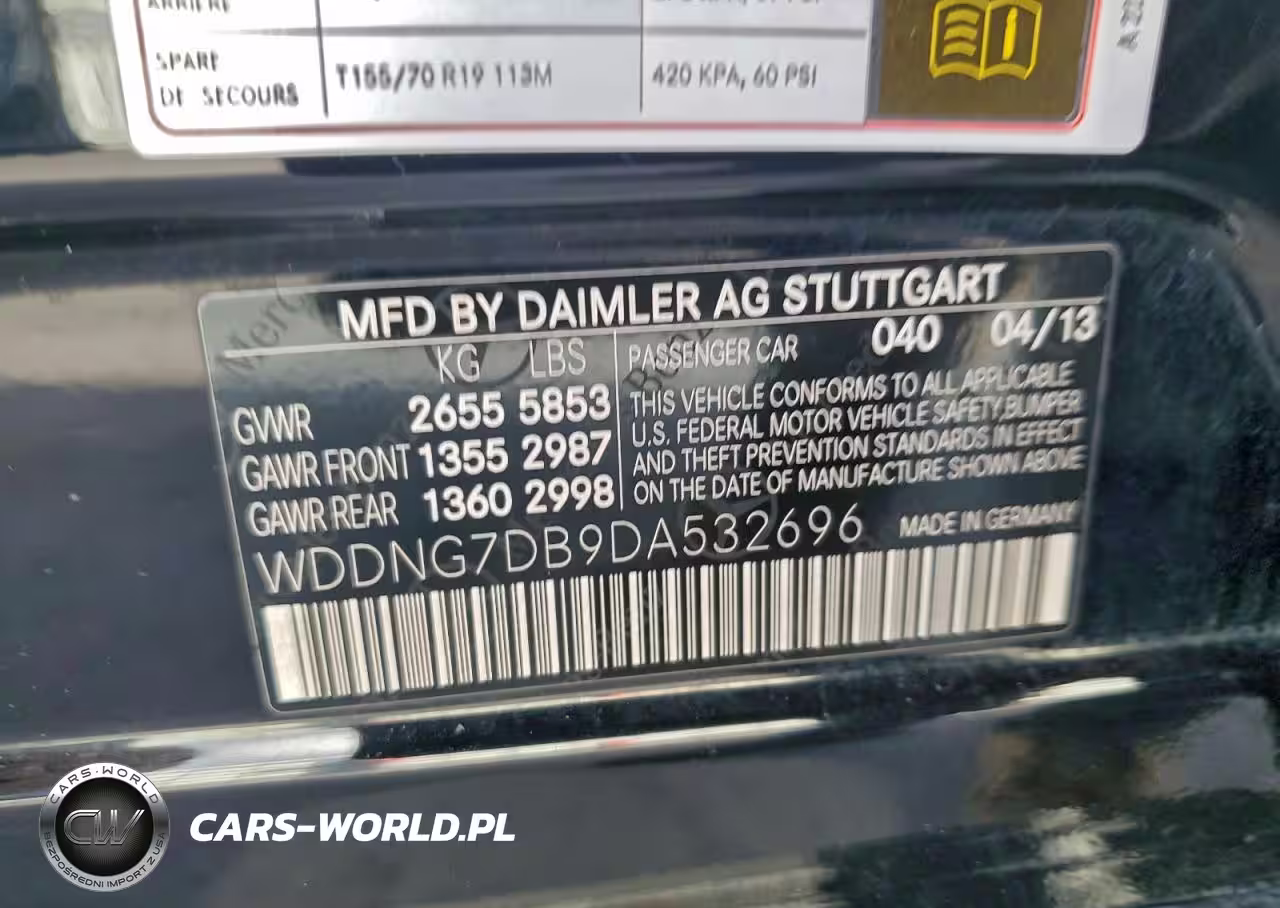 SPARE
DE SECOURS
T155/70 R19 113M
420 KPA, 60 PSI
MFD BY DAIMLER AG STUTTGART
KG LBS
GVWR 2655 5853
GAWR FRONT 1355 2987
GAWR REAR 1360 2998
PASSENGER CAR 040 04/13
THIS VEHICLE CONFORMS TO ALL APPLICABLE
U.S. FEDERAL MOTOR VEHICLE SAFETY,BUMPER
AND THEFT PREVENTION STANDARDS IN EFFECT
ON THE DATE OF MANUFACTURE SHOWN ABOVE
WDDNG7DB9DA532696
MADE IN GERMANY
CARS-WORLD
CW
BEZPOŚREDNI IMPORT Z USA
CARS-WORLD.PL